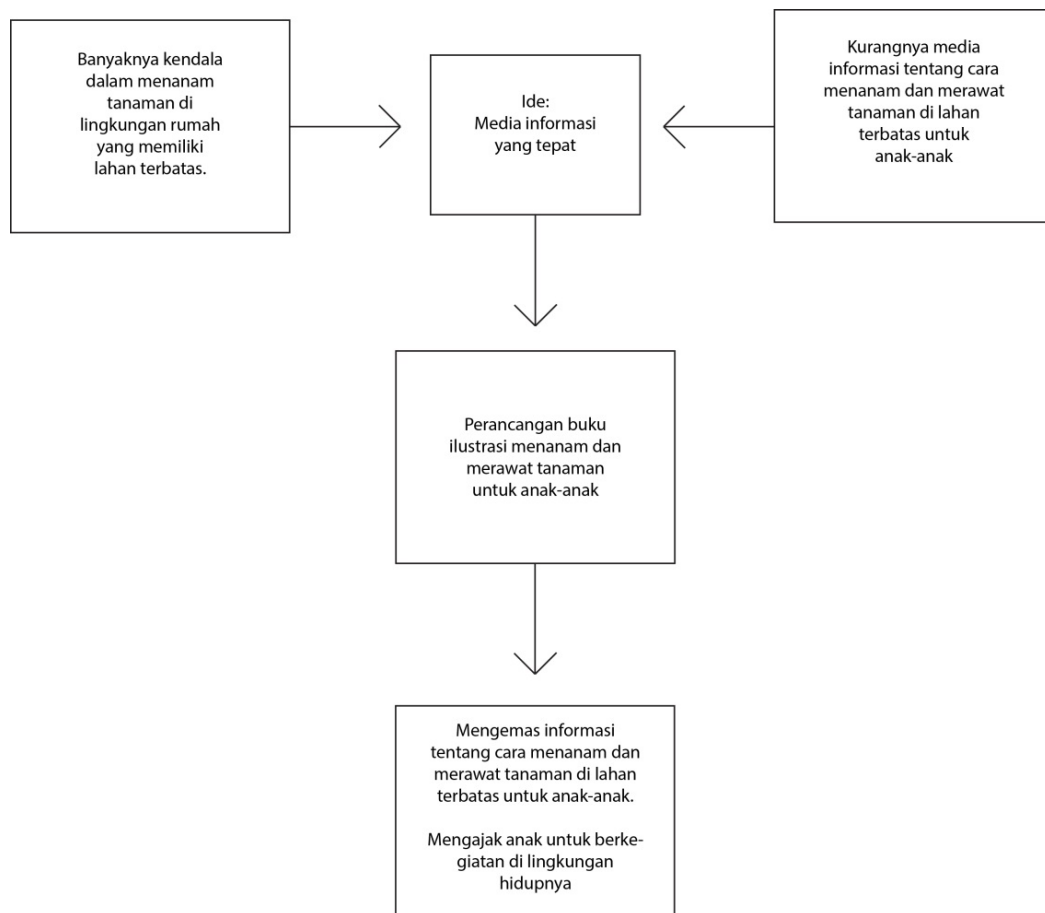 Banyaknya kendala
dalam menanam
tanaman di
lingkungan rumah
yang memiliki
lahan terbatas.
Ide:
Media informasi
yang tepat
Kurangnya media
informasi tentang cara
menanam dan merawat
tanaman di lahan
terbatas untuk
anak-anak
Perancangan buku
ilustrasi menanam dan
merawat tanaman
untuk anak-anak
Mengemas informasi
tentang cara menanam dan
merawat tanaman di lahan
terbatas untuk anak-anak.
Mengajak anak untuk berke-
giatan di lingkungan
hidupnya